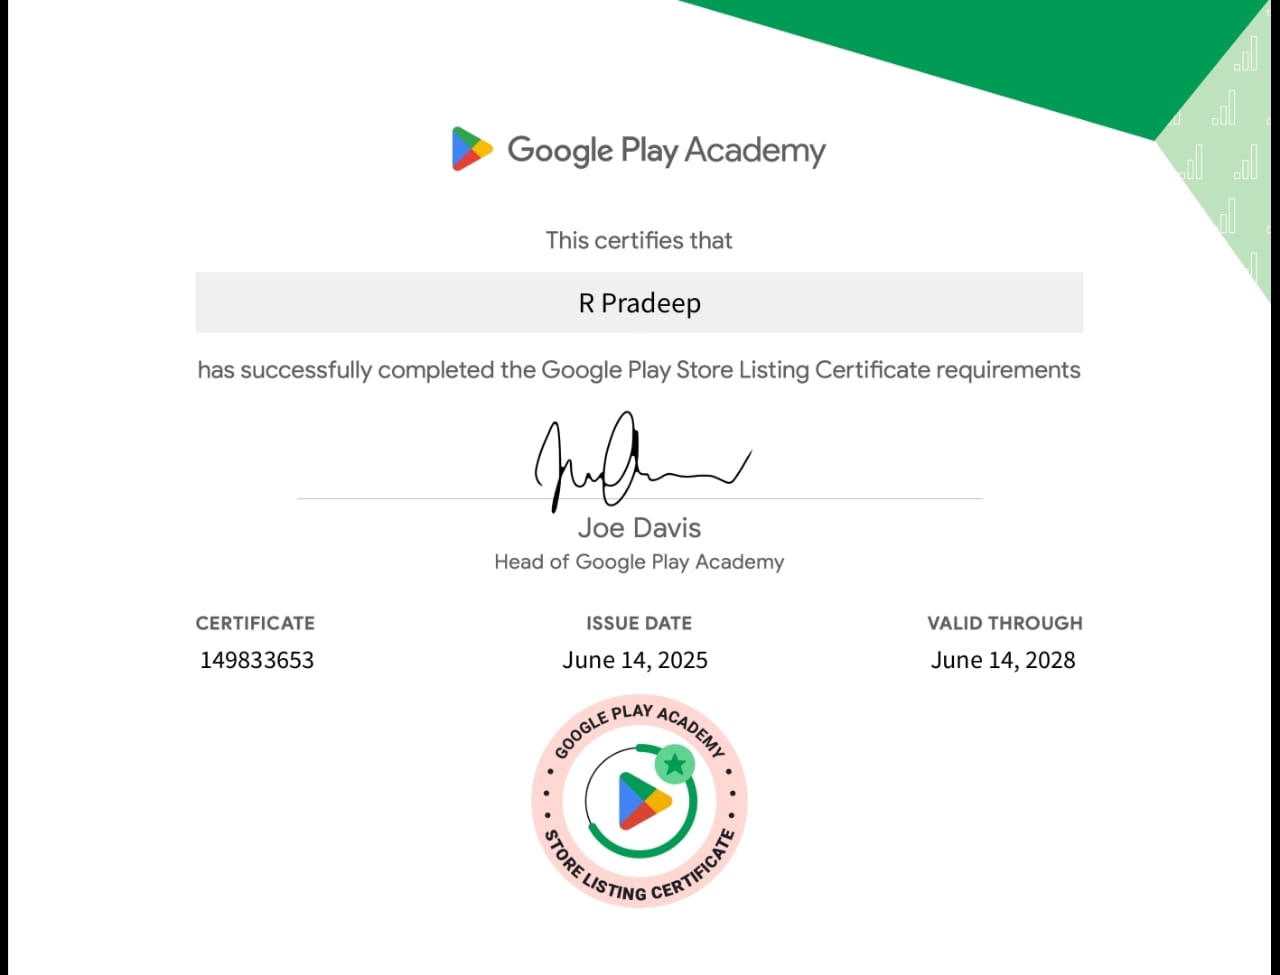 Google Play Academy
This certifies that
R Pradeep
has successfully completed the Google Play Store Listing Certificate requirements
Joe Davis
Head of Google Play Academy
CERTIFICATE
149833653
ISSUE DATE
June 14, 2025
VALID THROUGH
June 14, 2028
GOOGLE PLAY ACADEMY
STORE LISTING CERTIFICATE